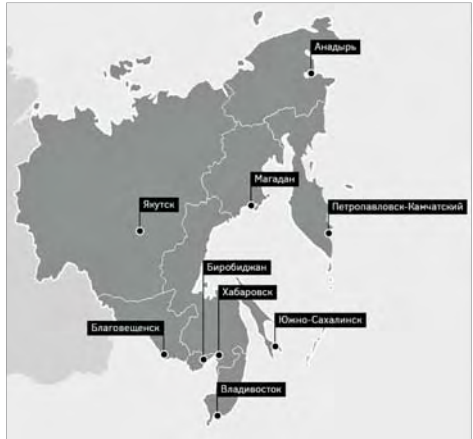 Анадырь
Магадан
Якутск
Петропавловск-Камчатский
Биробиджан
Хабаровск
Южно-Сахалинск
Благовещенск
Владивосток